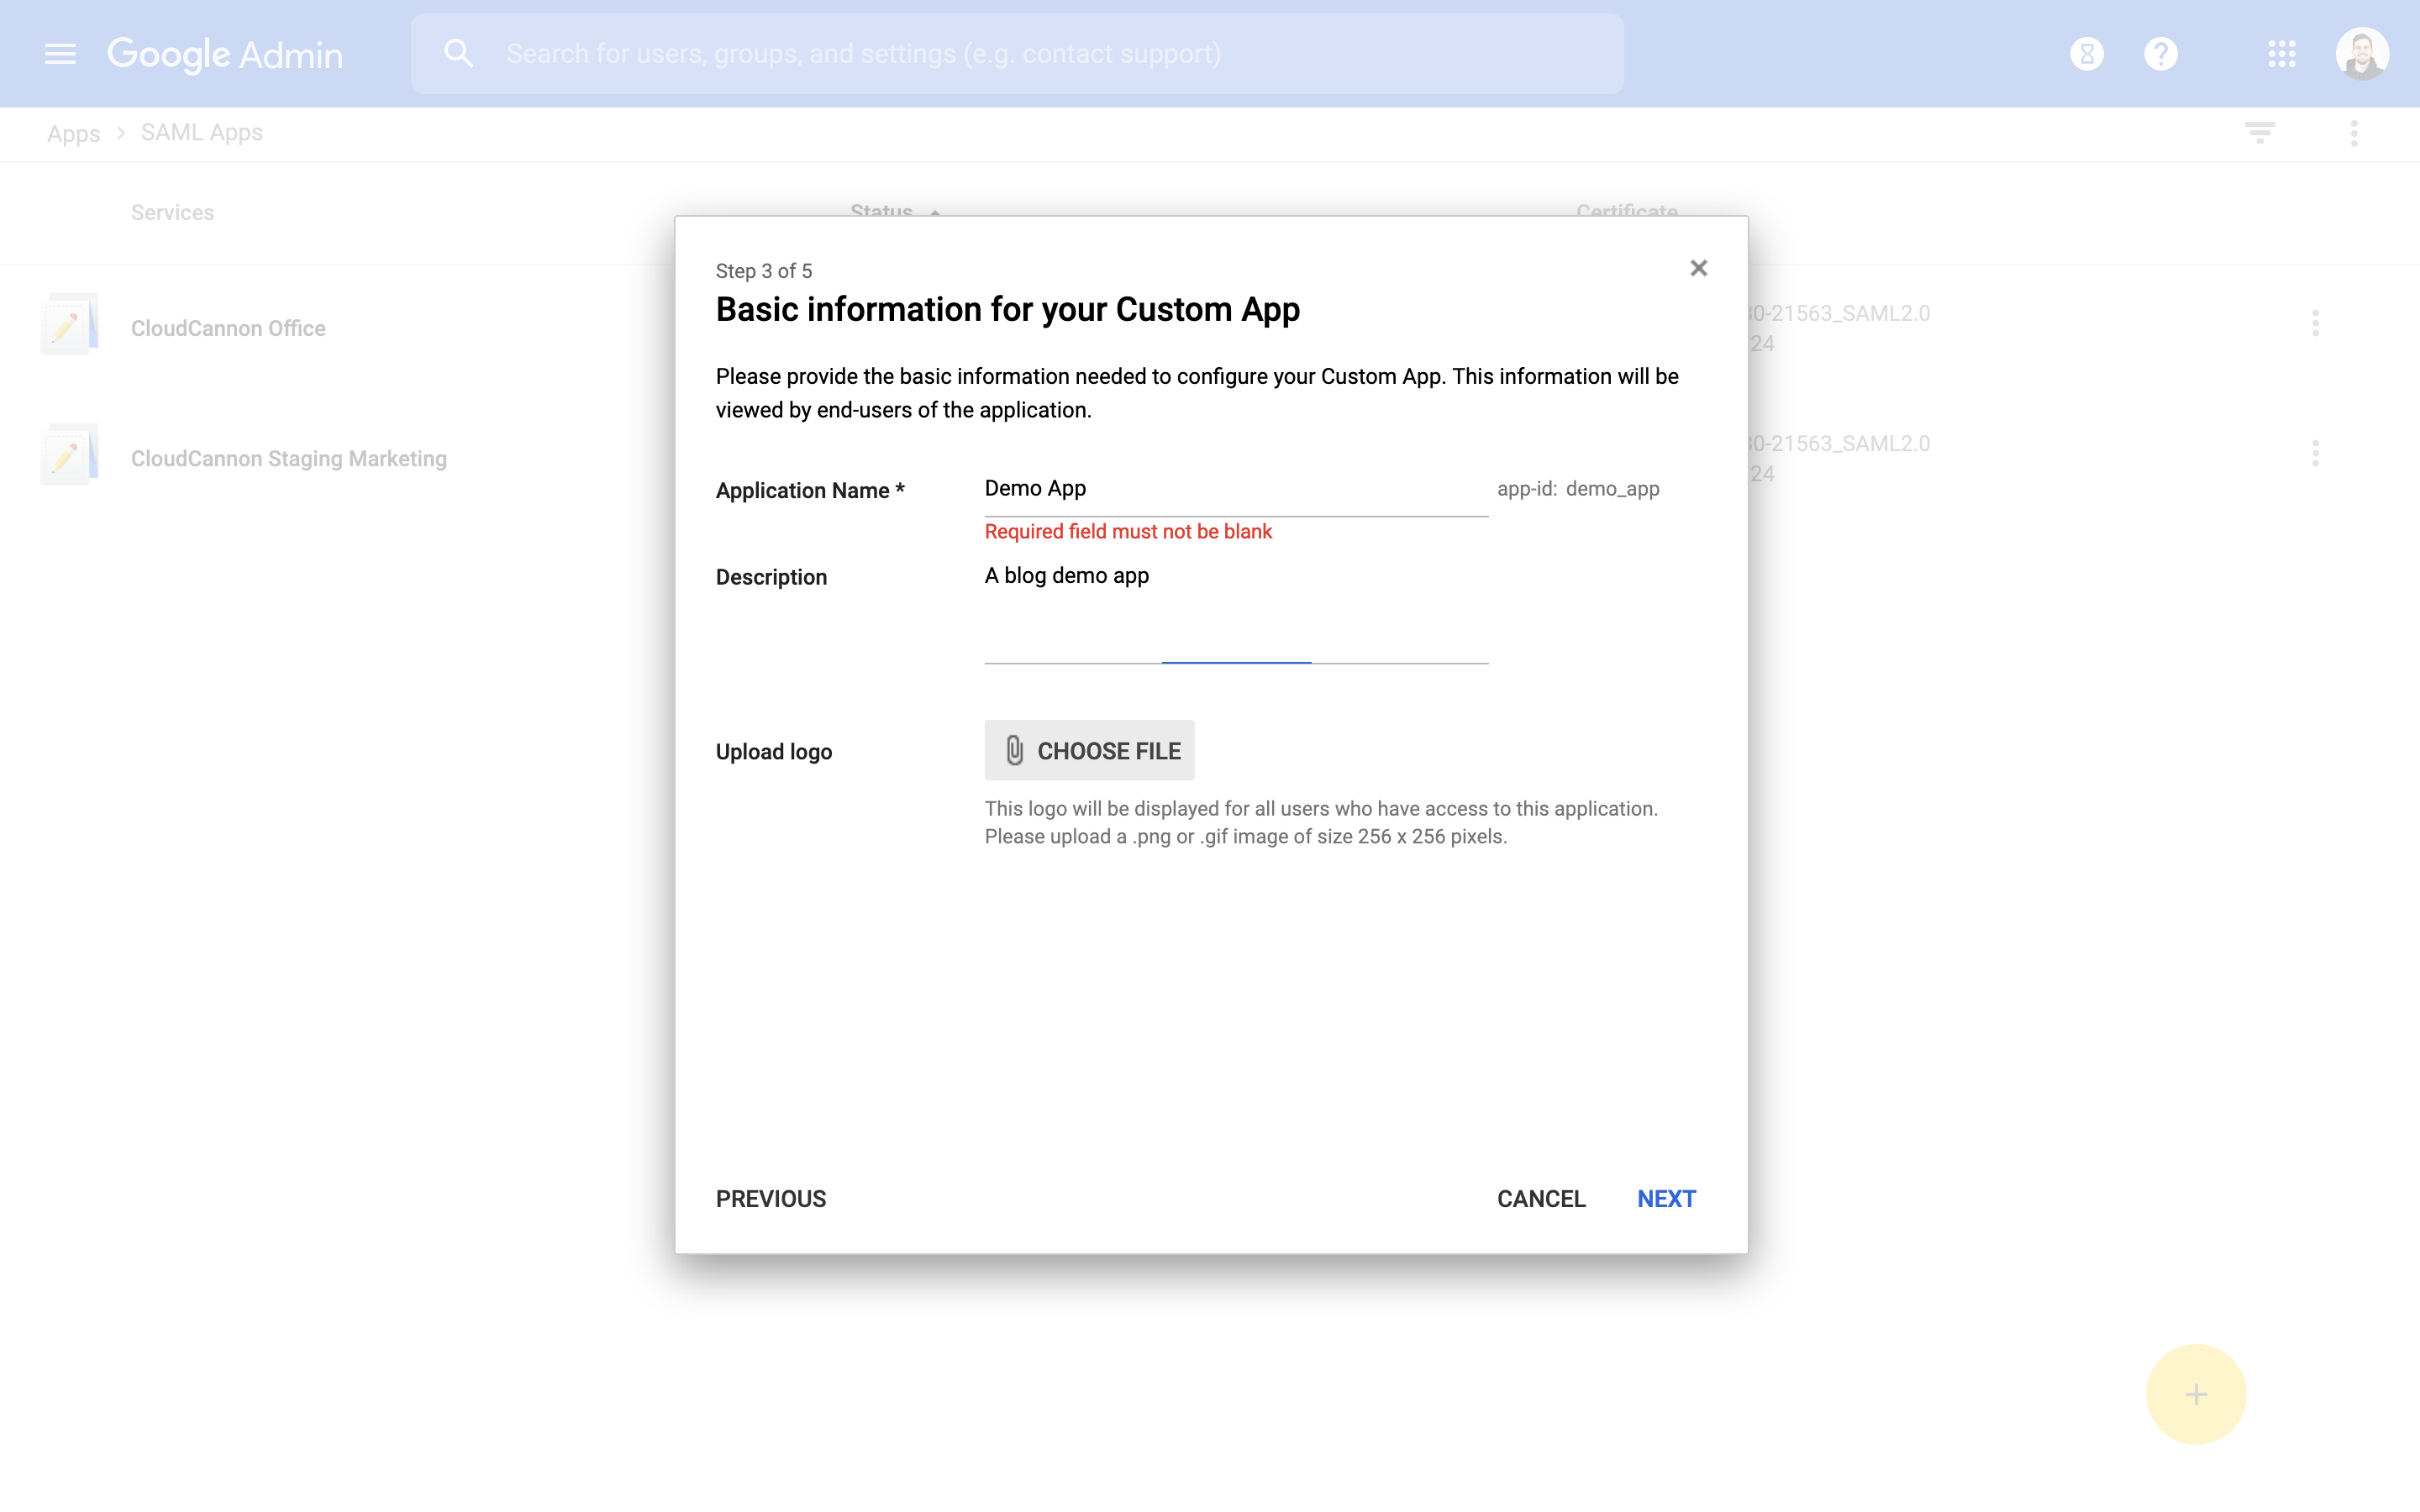 Google Admin
Search for users, groups, and settings (e.g. contact support)
Apps > SAML Apps
Services
Status
Certificate
CloudCannon Office
0-21563_SAML2.0
24
CloudCannon Staging Marketing
0-21563_SAML2.0
24
Step 3 of 5
Basic information for your Custom App
Please provide the basic information needed to configure your Custom App. This information will be
viewed by end-users of the application.
Application Name *
Demo App
app-id: demo_app
Required field must not be blank
Description
A blog demo app
Upload logo
CHOOSE FILE
This logo will be displayed for all users who have access to this application.
Please upload a .png or .gif image of size 256 x 256 pixels.
PREVIOUS
CANCEL
NEXT